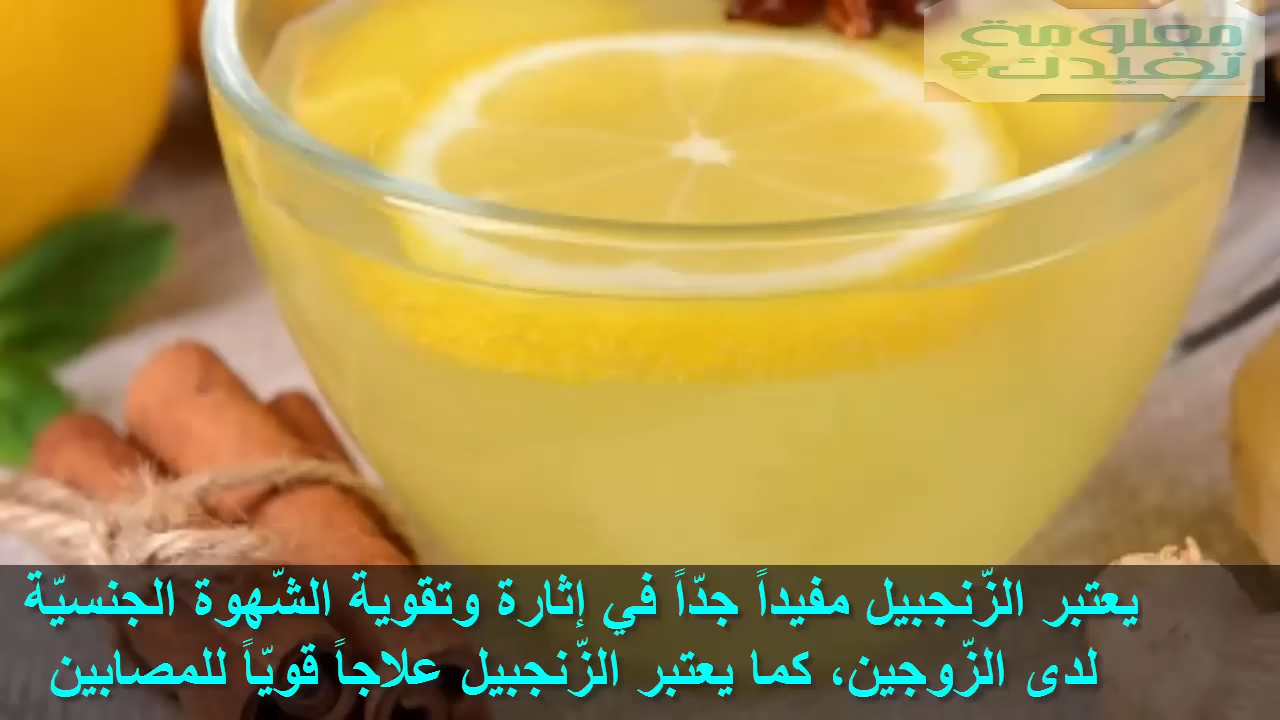 معلومة
تفيدك
يعتبر الزّنجبيل مفيداً جدّاً في إثارة وتقوية الشّهوة الجنسيّة
لدى الزّوجين، كما يعتبر الزّنجبيل علاجاً قويّاً للمصابين